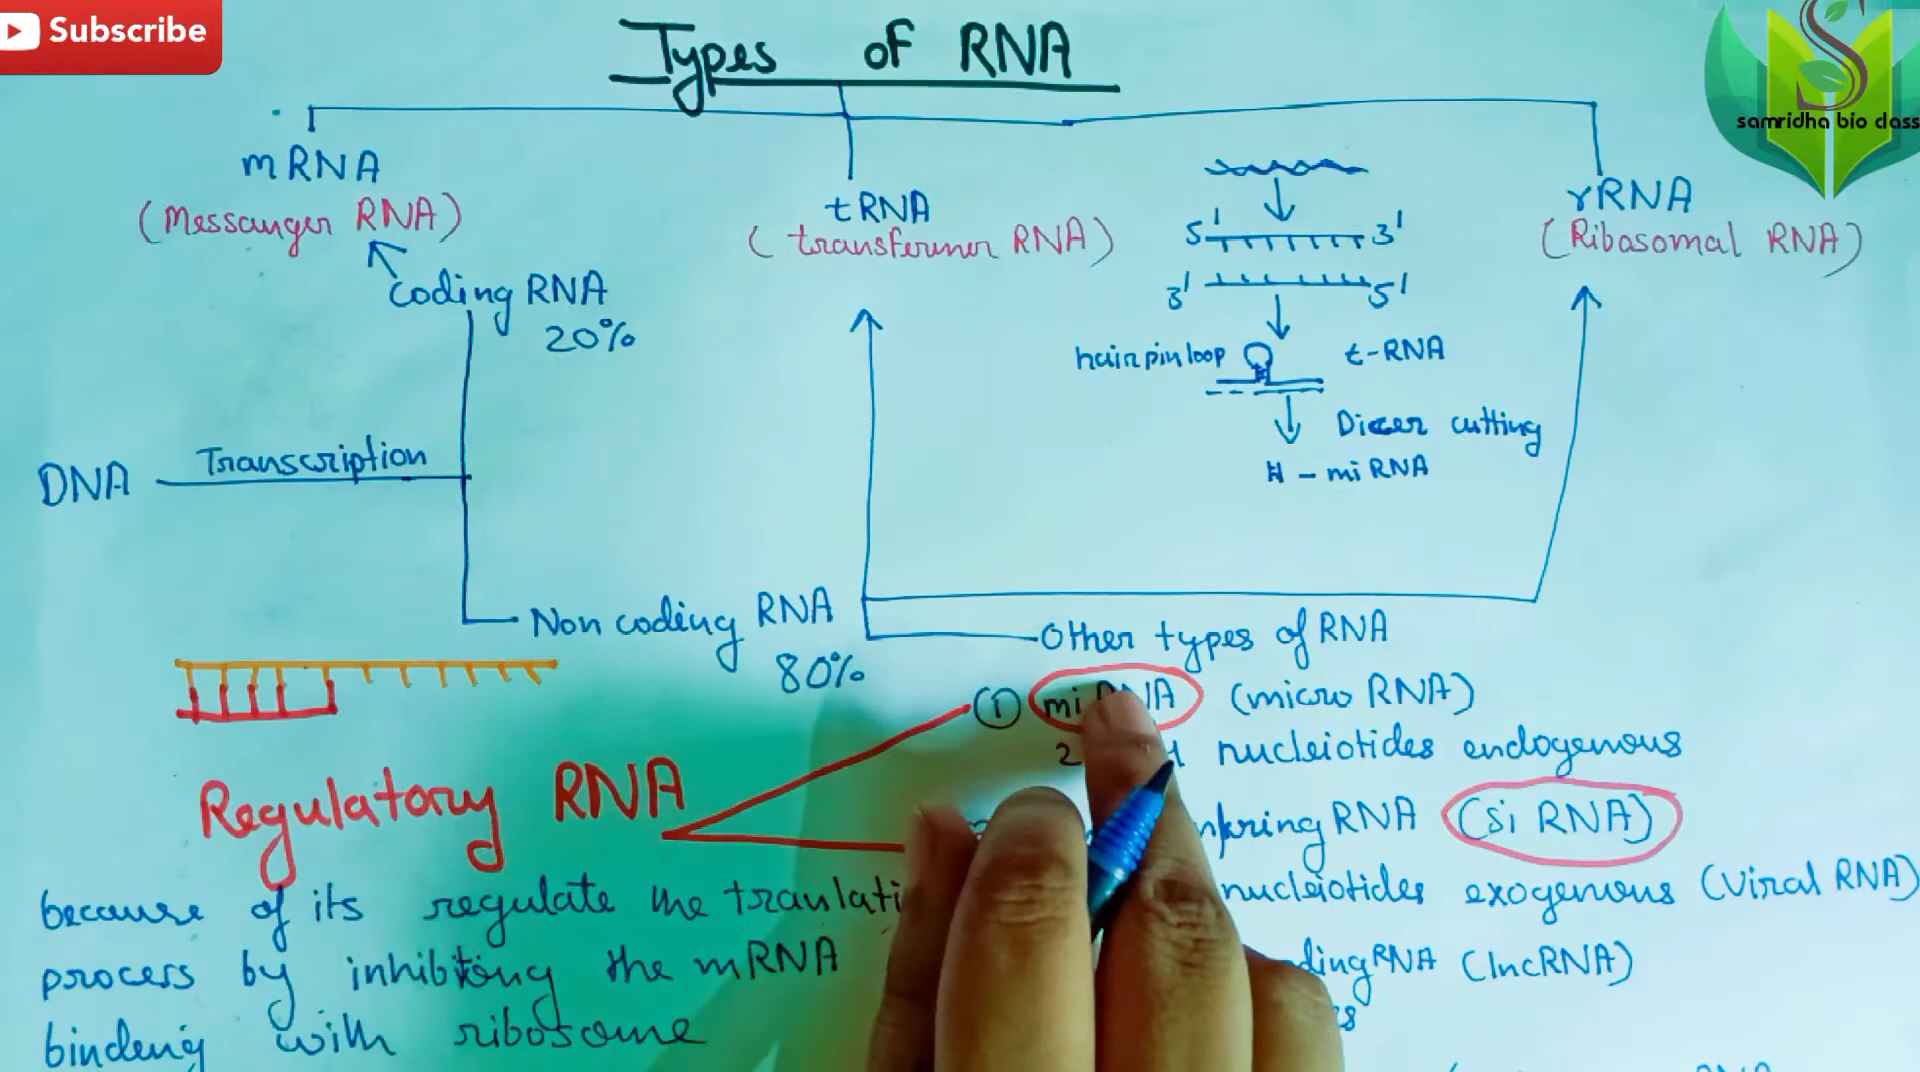 Subscribe
Types of RNA
samridha bio class
mRNA
(Messanger RNA)
Coding RNA
20%
tRNA
(transfermer RNA)
5' 3'
3' 5'
hairpin loop t-RNA
Dicer cutting
- miRNA
rRNA
(Ribosomal RNA)
DNA Transcription
Non coding RNA
80%
Other types of RNA
① mi RNA (micro RNA)
nucleiotides endogenous
RNA (si RNA)
nucleiotides exogenous (Viral RNA)
RNA (lncRNA)
Regulatory RNA
because of its regulate the
process by inhibiting the mRNA
binding with ribosome